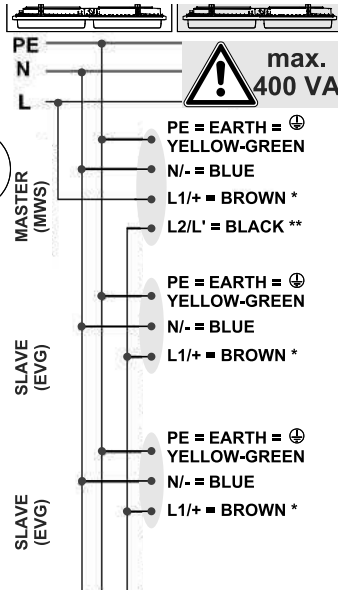 PE
N
L
max.
400 VA
MASTER
(MWS)
PE = EARTH =
YELLOW-GREEN
N/- = BLUE
L1/+ = BROWN *
L2/L' = BLACK **
SLAVE
(EVG)
PE = EARTH =
YELLOW-GREEN
N/- = BLUE
L1/+ = BROWN *
SLAVE
(EVG)
PE = EARTH =
YELLOW-GREEN
N/- = BLUE
L1/+ = BROWN *